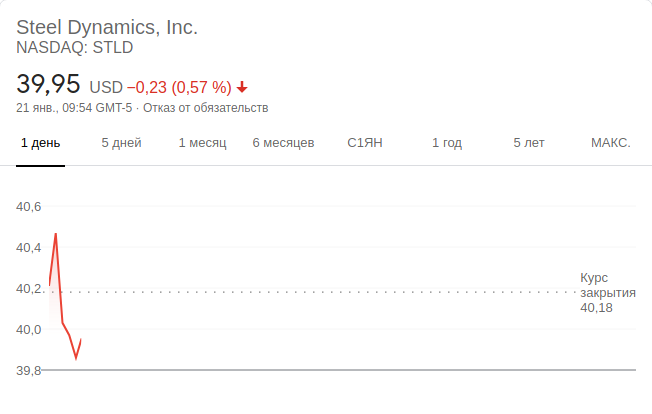 Steel Dynamics, Inc.
NASDAQ: STLD
39,95 USD −0,23 (0,57 %)
21 янв., 09:54 GMT-5 · Отказ от обязательств
1 день 5 дней 1 месяц 6 месяцев С1ЯН 1 год 5 лет МАКС.
40,6
40,4
40,2
40,0
39,8
Курс
закрытия
40,18